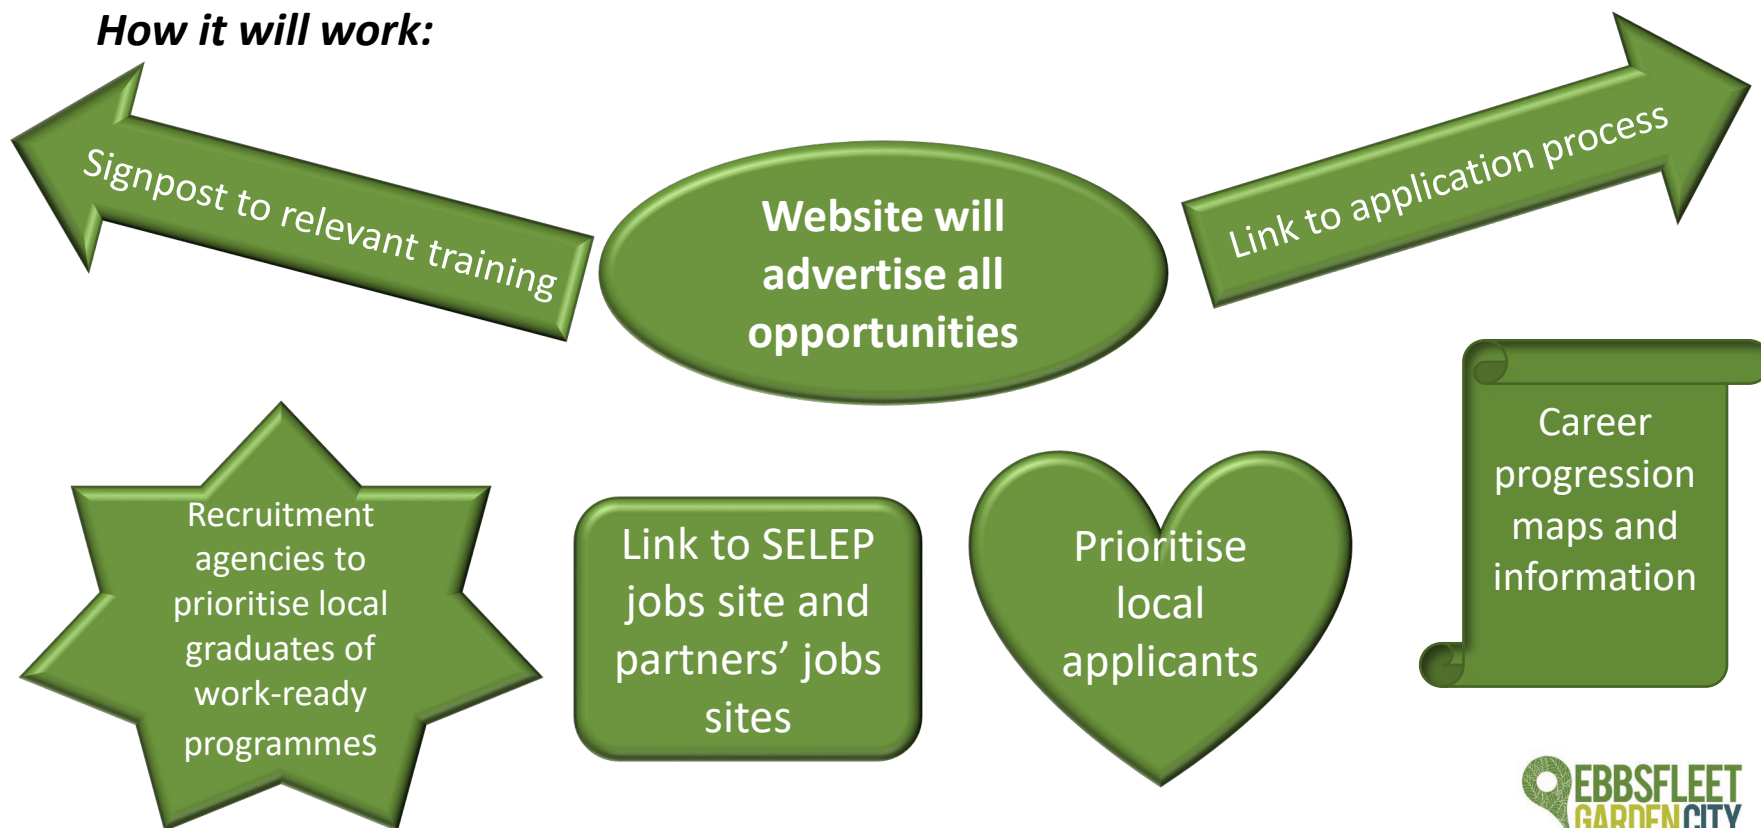 How it will work:
Signpost to relevant training
Website will
advertise all
opportunities
Link to application process
Recruitment
agencies to
prioritise local
graduates of
work-ready
programmes
Link to SELEP
jobs site and
partners’ jobs
sites
Prioritise
local
applicants
Career
progression
maps and
information
EBBSFLEET
GARDEN CITY